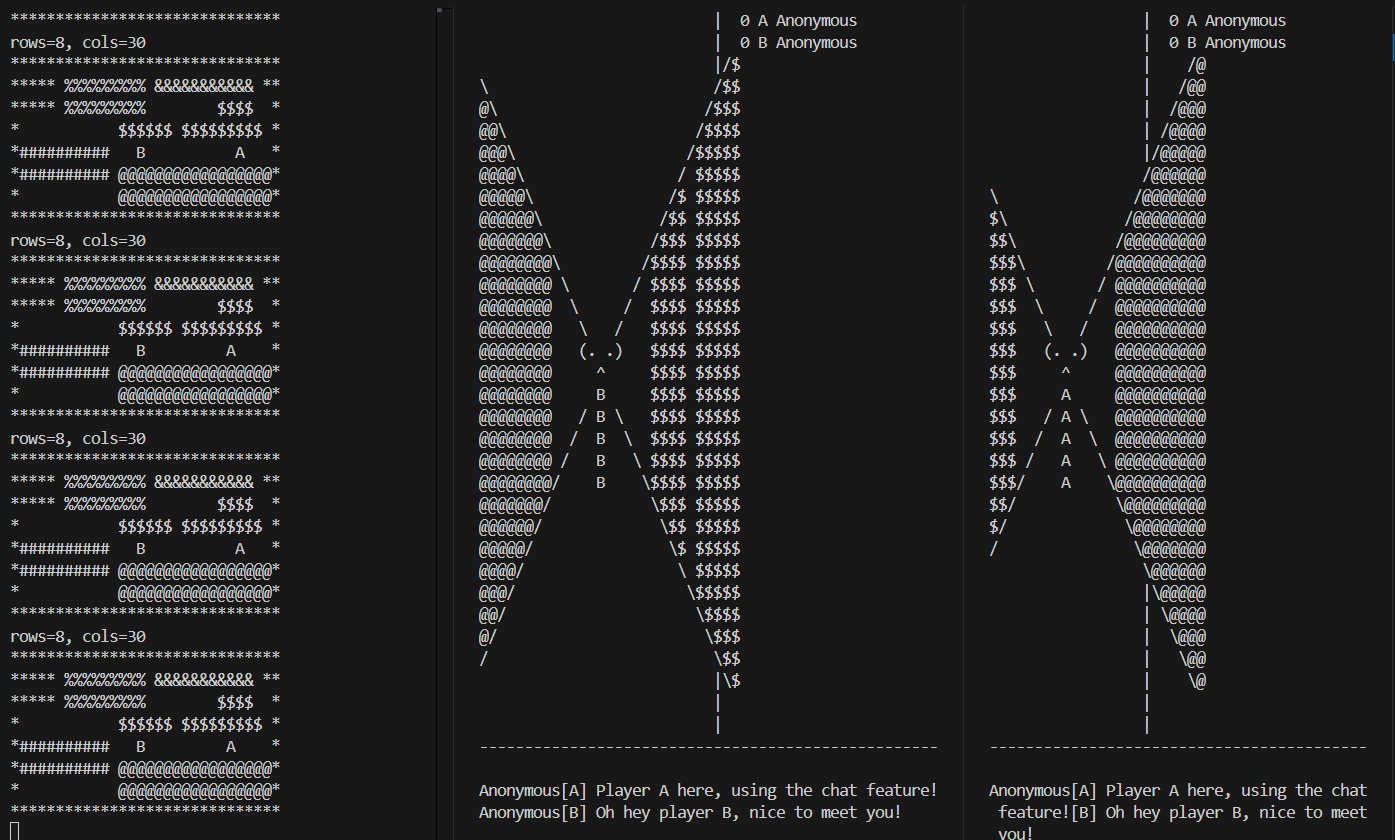 ******************************
rows=8, cols=30
******************************
***** %%%%%%%%% &&&&&&&&&&& **
***** %%%%%%%%%        $$$$  *
*           $$$$$$ $$$$$$$$$ *
*##########   B          A   *
*########## @@@@@@@@@@@@@@@@@*
*           @@@@@@@@@@@@@@@@@*
******************************
rows=8, cols=30
******************************
***** %%%%%%%%% &&&&&&&&&&& **
***** %%%%%%%%%        $$$$  *
*           $$$$$$ $$$$$$$$$ *
*##########   B         A    *
*########## @@@@@@@@@@@@@@@@@*
*           @@@@@@@@@@@@@@@@@*
******************************
rows=8, cols=30
******************************
***** %%%%%%%%% &&&&&&&&&&& **
***** %%%%%%%%%        $$$$  *
*           $$$$$$ $$$$$$$$$ *
*##########   B          A   *
*########## @@@@@@@@@@@@@@@@@*
*           @@@@@@@@@@@@@@@@@*
******************************
rows=8, cols=30
******************************
***** %%%%%%%%% &&&&&&&&&&& **
***** %%%%%%%%%        $$$$  *
*           $$$$$$ $$$$$$$$$ *
*##########   B         A    *
*########## @@@@@@@@@@@@@@@@@*
*           @@@@@@@@@@@@@@@@@*
******************************
                          |  0 A Anonymous
                          |  0 B Anonymous
                          |/$
\                         /$$
@\                       /$$$
@@\                     /$$$$
@@@\                   /$$$$$
@@@@\                 / $$$$$
@@@@@\               /$ $$$$$
@@@@@@\             /$$ $$$$$
@@@@@@@\           /$$$ $$$$$
@@@@@@@@\         /$$$$ $$$$$
@@@@@@@@ \       / $$$$ $$$$$
@@@@@@@@  \     /  $$$$ $$$$$
@@@@@@@@   \   /   $$$$ $$$$$
@@@@@@@@   (. .)   $$$$ $$$$$
@@@@@@@@     ^     $$$$ $$$$$
@@@@@@@@     B     $$$$ $$$$$
@@@@@@@@   / B \   $$$$ $$$$$
@@@@@@@@  /  B  \  $$$$ $$$$$
@@@@@@@@ /   B   \ $$$$ $$$$$
@@@@@@@@/    B    \$$$$ $$$$$
@@@@@@@/           \$$$ $$$$$
@@@@@@/             \$$ $$$$$
@@@@@/               \$ $$$$$
@@@@/                 \ $$$$$
@@@/                   \$$$$$
@@/                     \$$$$
@/                       \$$$
/                         \$$
                          |\$
                          |
                          |
---------------------------------------------------
Anonymous[A] Player A here, using the chat feature!
Anonymous[B] Oh hey player B, nice to meet you!
                 |  0 A Anonymous
                 |  0 B Anonymous
                 |    /@
                 |   /@@
                 |  /@@@
                 | /@@@@
                 |/@@@@@
                 /@@@@@@
\               /@@@@@@@
$\             /@@@@@@@@
$$\           /@@@@@@@@@
$$$\         /@@@@@@@@@@
$$$ \       / @@@@@@@@@@
$$$  \     /  @@@@@@@@@@
$$$   \   /   @@@@@@@@@@
$$$   (. .)   @@@@@@@@@@
$$$     ^     @@@@@@@@@@
$$$     A     @@@@@@@@@@
$$$   / A \   @@@@@@@@@@
$$$  /  A  \  @@@@@@@@@@
$$$ /   A   \ @@@@@@@@@@
$$$/    A    \@@@@@@@@@@
$$/           \@@@@@@@@@
$/             \@@@@@@@@
/               \@@@@@@@
                 \@@@@@@
                 |\@@@@@
                 | \@@@@
                 |  \@@@
                 |   \@@
                 |    \@
                 |
                 |
------------------------------------------
Anonymous[A] Player A here, using the chat
 feature![B] Oh hey player B, nice to meet
 you!